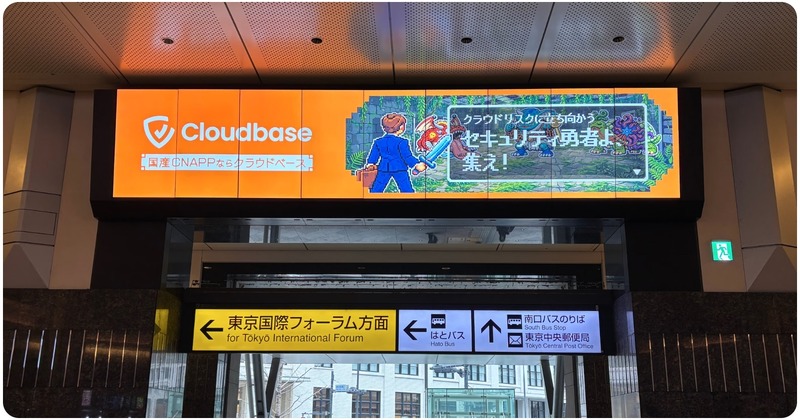 Cloudbase
国産CNAPPならクラウドベース
クラウドリスクに立ち向かう
セキュリティ勇者よ、
集え!
東京国際フォーラム方面
for Tōkyō International Forum
はとバス
Hato Bus
南口バスのりば
South Bus Stop
東京中央郵便局
Tōkyō Central Post Office